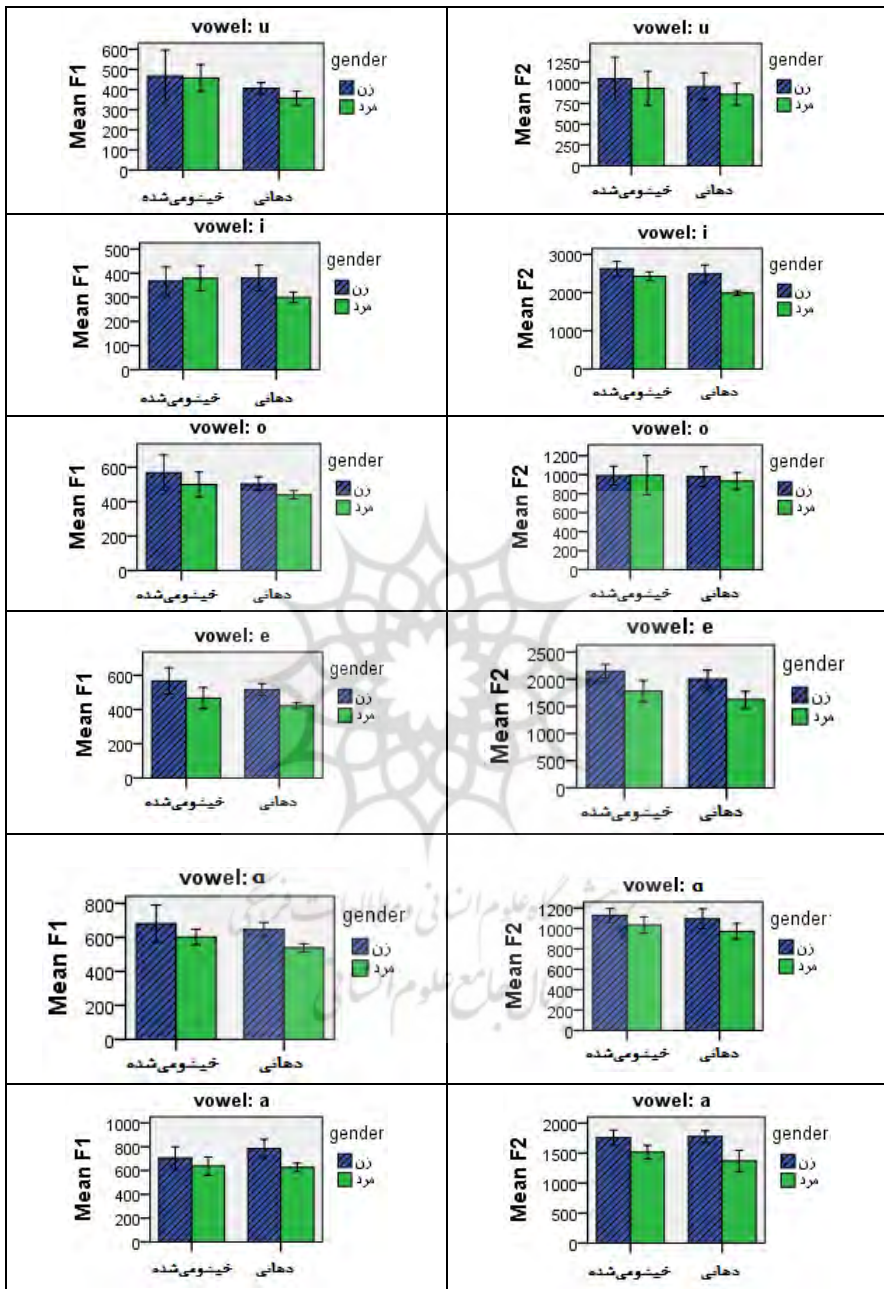 vowel: u
Mean F1
600
500
400
300
200
100
0
خیشومی‌شده
دهانی
gender
زن
مرد
vowel: u
Mean F2
1250
1000
750
500
250
0
خیشومی‌شده
دهانی
gender
زن
مرد
vowel: i
Mean F1
500
400
300
200
100
0
خیشومی‌شده
دهانی
gender
زن
مرد
vowel: i
Mean F2
3000
2000
1000
0
خیشومی‌شده
دهانی
gender
زن
مرد
vowel: o
Mean F1
600
400
200
0
خیشومی‌شده
دهانی
gender
زن
مرد
vowel: o
Mean F2
1200
1000
800
600
400
200
0
خیشومی‌شده
دهانی
gender
زن
مرد
vowel: e
Mean F1
600
400
200
0
خیشومی‌شده
دهانی
gender
زن
مرد
vowel: e
Mean F2
2500
2000
1500
1000
500
0
خیشومی‌شده
دهانی
gender
زن
مرد
vowel: ɑ
Mean F1
800
600
400
200
0
خیشومی‌شده
دهانی
gender
زن
مرد
vowel: ɑ
Mean F2
1200
1000
800
600
400
200
0
خیشومی‌شده
دهانی
gender
زن
مرد
پژوهشگاه علوم انسانی و مطالعات فرهنگی
پرتال جامع علوم انسانی
vowel: a
Mean F1
1000
800
600
400
200
0
خیشومی‌شده
دهانی
gender
زن
مرد
vowel: a
Mean F2
2000
1500
1000
500
0
خیشومی‌شده
دهانی
gender
زن
مرد